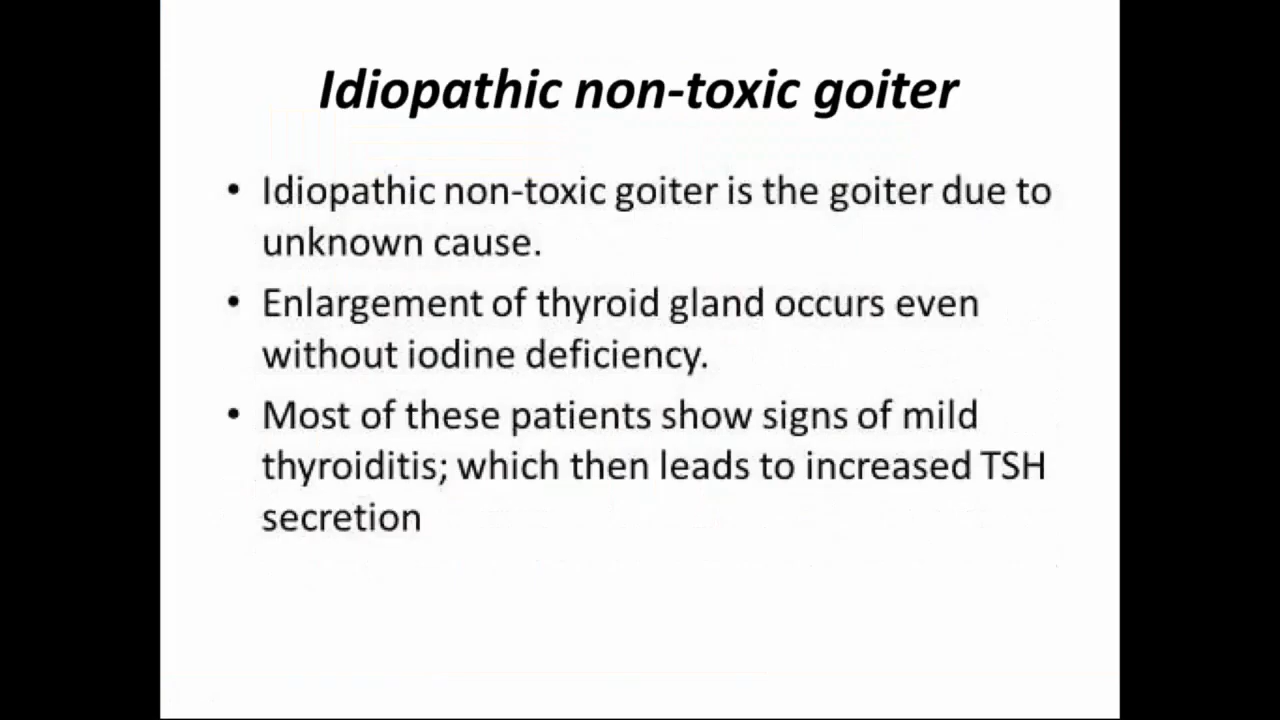 Idiopathic non-toxic goiter
• Idiopathic non-toxic goiter is the goiter due to
unknown cause.
• Enlargement of thyroid gland occurs even
without iodine deficiency.
• Most of these patients show signs of mild
thyroiditis; which then leads to increased TSH
secretion